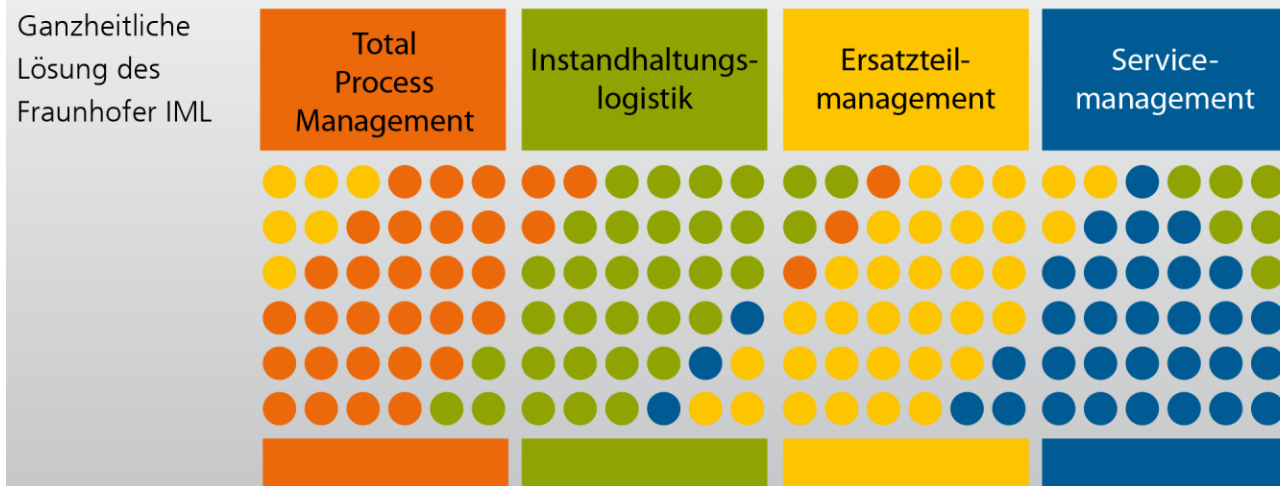 Ganzheitliche
Lösung des
Fraunhofer IML
Total
Process
Management
Instandhaltungs-
logistik
Ersatzteil-
management
Service-
management